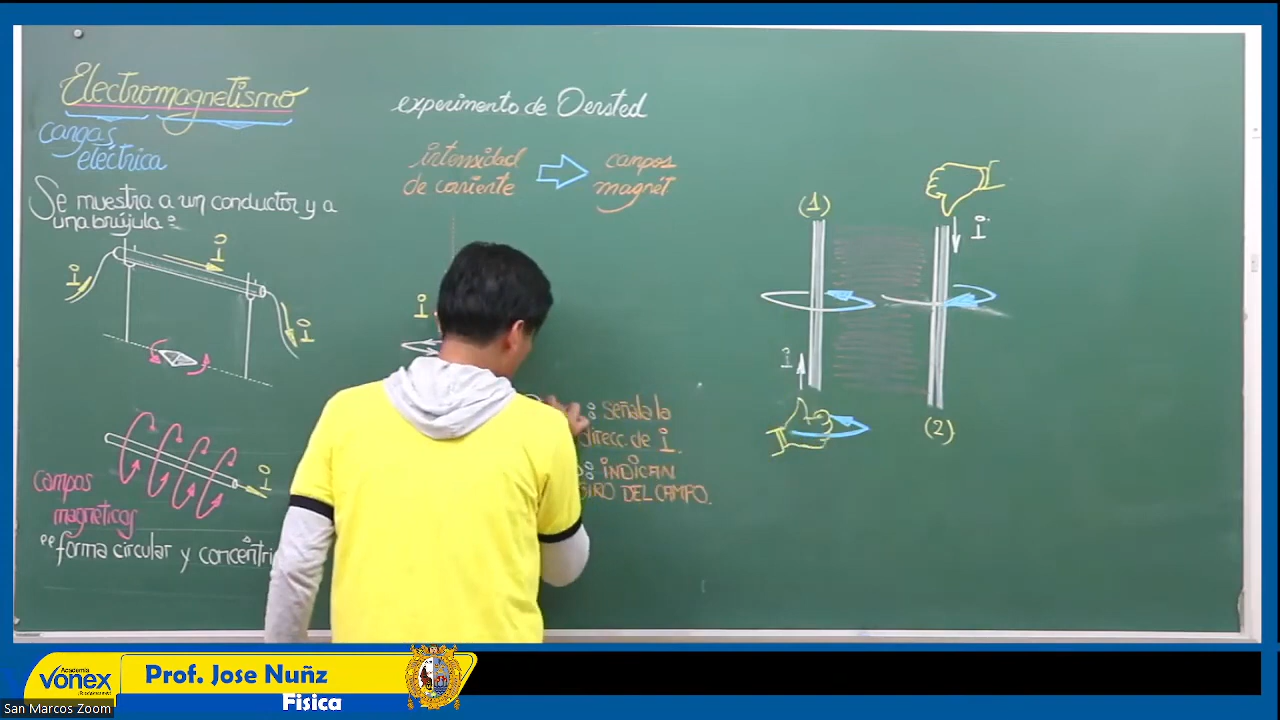 Electromagnetismo
cargas
eléctrica
Se muestra a un conductor y a
una brújula:
i
i
i
i
campos
magnéticos
"forma circular y concéntri
experimento de Oersted
intensidad
de corriente
campos
magnét
i
: Señala la
direcc. de i.
: INDICAN
GIRO DEL CAMPO.
(1)
i
i
(2)
Academia
VONEX
Prof. Jose Nuñz
Fisica
San Marcos Zoom